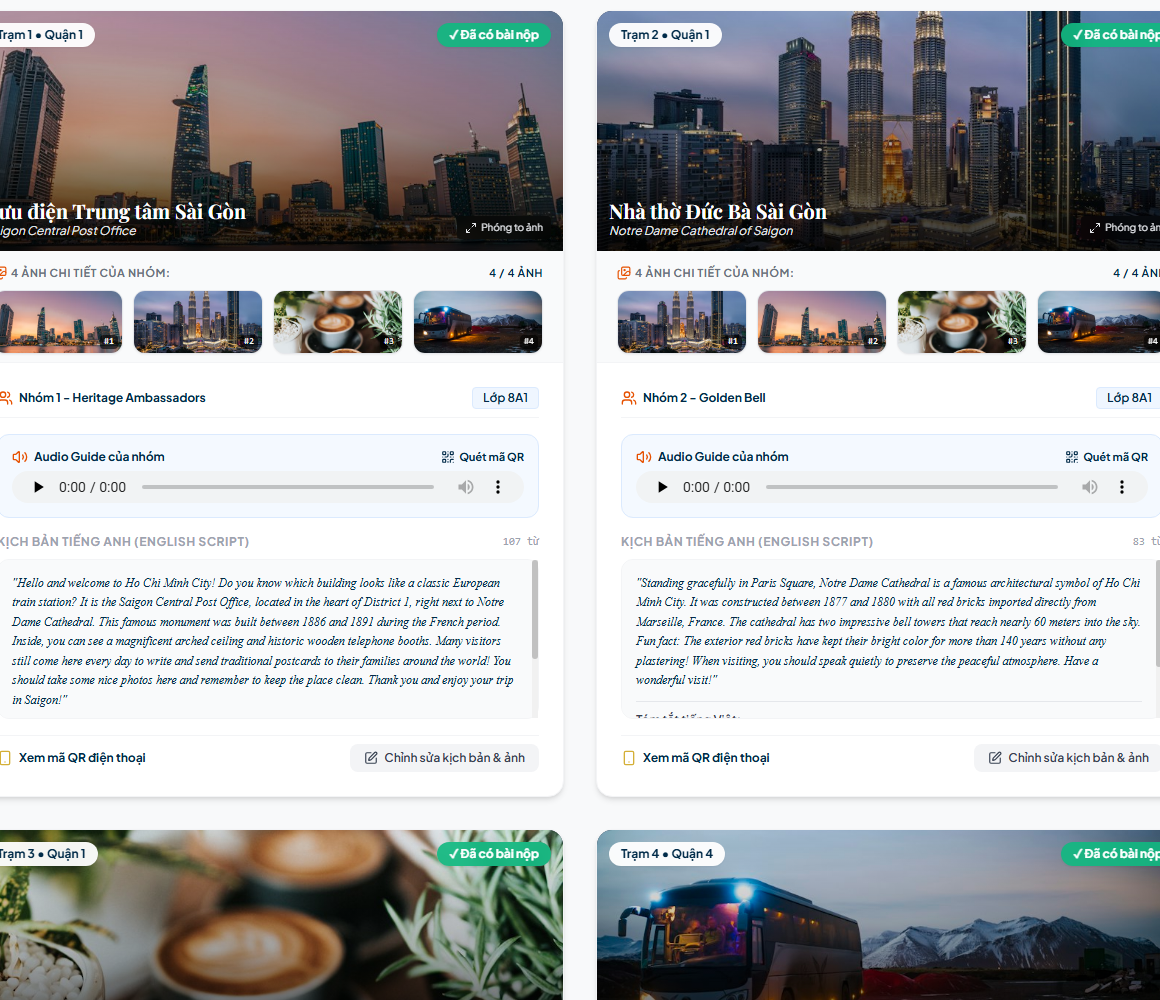 Trạm 1 • Quận 1
✓ Đã có bài nộp
ưu điện Trung tâm Sài Gòn
igon Central Post Office
Phóng to ảnh
4 ẢNH CHI TIẾT CỦA NHÓM:
4 / 4 ẢNH
#1
#2
#3
#4
Nhóm 1 - Heritage Ambassadors
Lớp 8A1
Audio Guide của nhóm
Quét mã QR
0:00 / 0:00
KỊCH BẢN TIẾNG ANH (ENGLISH SCRIPT)
107 từ
"Hello and welcome to Ho Chi Minh City! Do you know which building looks like a classic European
train station? It is the Saigon Central Post Office, located in the heart of District 1, right next to Notre
Dame Cathedral. This famous monument was built between 1886 and 1891 during the French period.
Inside, you can see a magnificent arched ceiling and historic wooden telephone booths. Many visitors
still come here every day to write and send traditional postcards to their families around the world! You
should take some nice photos here and remember to keep the place clean. Thank you and enjoy your trip
in Saigon!"
Xem mã QR điện thoại
Chỉnh sửa kịch bản & ảnh
Trạm 2 • Quận 1
✓ Đã có bài nộp
Nhà thờ Đức Bà Sài Gòn
Notre Dame Cathedral of Saigon
Phóng to ản
4 ẢNH CHI TIẾT CỦA NHÓM:
4 / 4 ẢN
#1
#2
#3
#4
Nhóm 2 - Golden Bell
Lớp 8A1
Audio Guide của nhóm
Quét mã QR
0:00 / 0:00
KỊCH BẢN TIẾNG ANH (ENGLISH SCRIPT)
83 từ
"Standing gracefully in Paris Square, Notre Dame Cathedral is a famous architectural symbol of Ho Chi
Minh City. It was constructed between 1877 and 1880 with all red bricks imported directly from
Marseille, France. The cathedral has two impressive bell towers that reach nearly 60 meters into the sky.
Fun fact: The exterior red bricks have kept their bright color for more than 140 years without any
plastering! When visiting, you should speak quietly to preserve the peaceful atmosphere. Have a
wonderful visit!"
Tóm tắt tiếng Việt:
Xem mã QR điện thoại
Chỉnh sửa kịch bản & ảnh
Trạm 3 • Quận 1
✓ Đã có bài nộp
Trạm 4 • Quận 4
✓ Đã có bài nộp